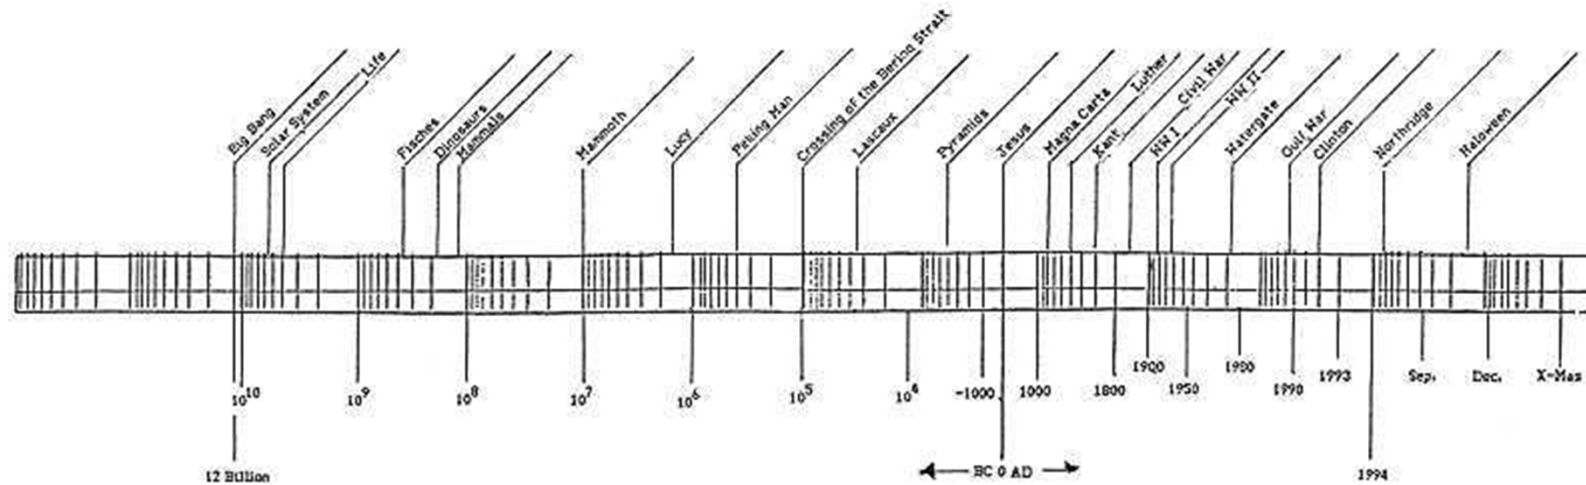 Big Bang
Solar System
Life
Fisches
Dinosaurs
Mammals
Mammoth
Lucy
Peking Man
Crossing of the Bering Strait
Lascaux
Pyramids
Jesus
Magna Carta
Luther
Kant
Civil War
WW I
WW II
Watergate
Gulf War
Clinton
Northridge
Haloween
10^10
10^9
10^8
10^7
10^6
10^5
10^4
-1000
1000
1800
1900
1950
1980
1990
1993
Sep.
Dec.
X-Mas
12 Billion
BC 0 AD
1994